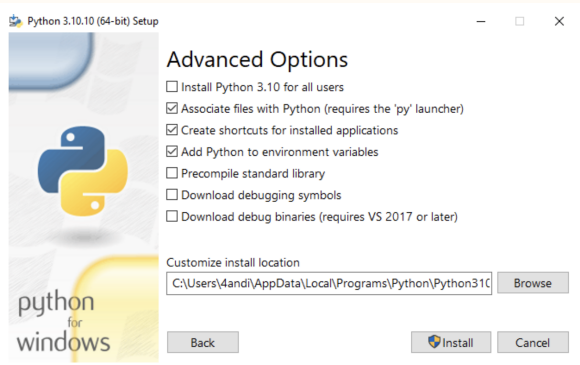 Python 3.10.10 (64-bit) Setup
Advanced Options
Install Python 3.10 for all users
Associate files with Python (requires the 'py' launcher)
Create shortcuts for installed applications
Add Python to environment variables
Precompile standard library
Download debugging symbols
Download debug binaries (requires VS 2017 or later)
Customize install location
C:\Users\4andi\AppData\Local\Programs\Python\Python310
Browse
python
for
windows
Back
Install
Cancel